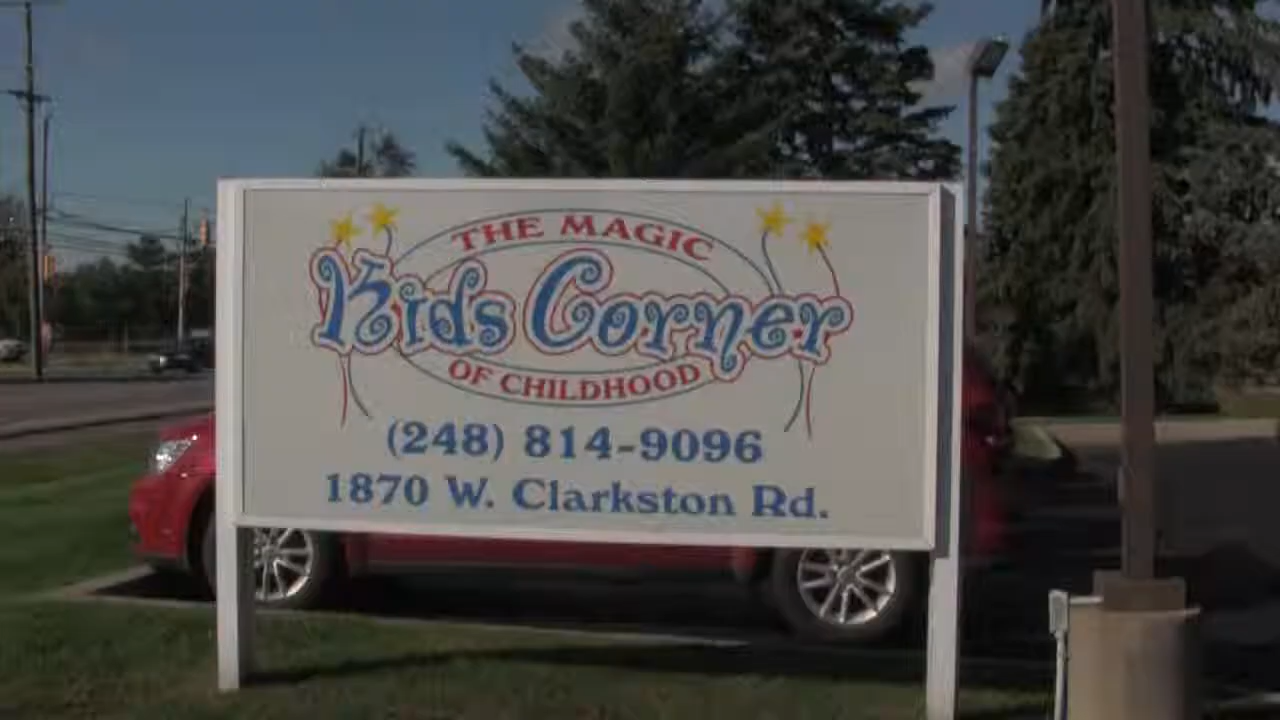 THE MAGIC
Kids Corner
OF CHILDHOOD
(248) 814-9096
1870 W. Clarkston Rd.